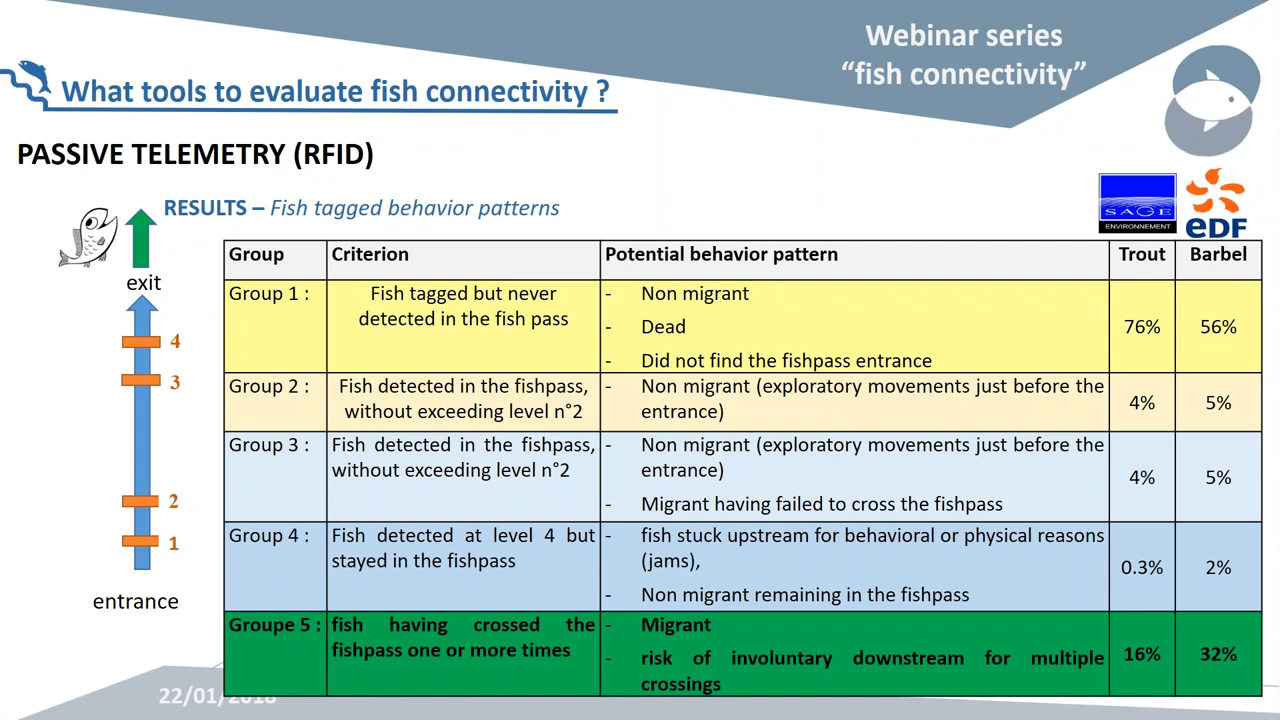 Webinar series
“fish connectivity”
What tools to evaluate fish connectivity ?
PASSIVE TELEMETRY (RFID)
RESULTS – Fish tagged behavior patterns
SAGE
ENVIRONNEMENT
eDF
exit
4
3
2
1
entrance
Group
Criterion
Potential behavior pattern
Trout
Barbel
Group 1 :
Fish tagged but never
detected in the fish pass
- Non migrant
- Dead
- Did not find the fishpass entrance
76%
56%
Group 2 :
Fish detected in the fishpass,
without exceeding level n°2
- Non migrant (exploratory movements just before the
entrance)
4%
5%
Group 3 :
Fish detected in the fishpass,
without exceeding level n°2
- Non migrant (exploratory movements just before the
entrance)
- Migrant having failed to cross the fishpass
4%
5%
Group 4 :
Fish detected at level 4 but
stayed in the fishpass
- fish stuck upstream for behavioral or physical reasons
(jams),
- Non migrant remaining in the fishpass
0.3%
2%
Groupe 5 :
fish having crossed the
fishpass one or more times
- Migrant
- risk of involuntary downstream for multiple
crossings
16%
32%
22/01/2018